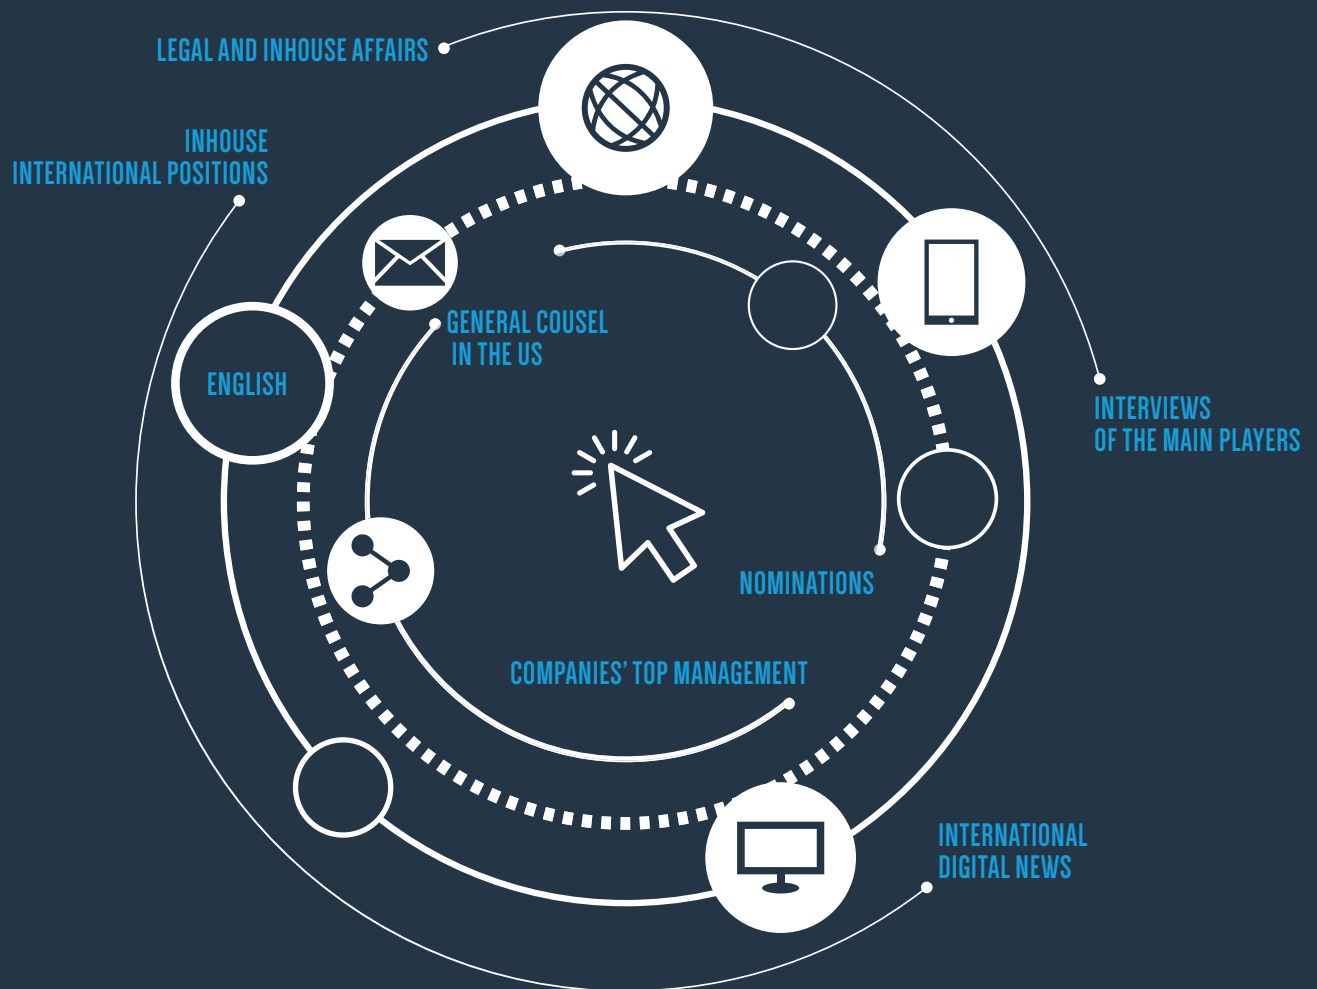 LEGAL AND INHOUSE AFFAIRS
INHOUSE
INTERNATIONAL POSITIONS
GENERAL COUSEL
IN THE US
ENGLISH
INTERVIEWS
OF THE MAIN PLAYERS
NOMINATIONS
COMPANIES’ TOP MANAGEMENT
INTERNATIONAL
DIGITAL NEWS